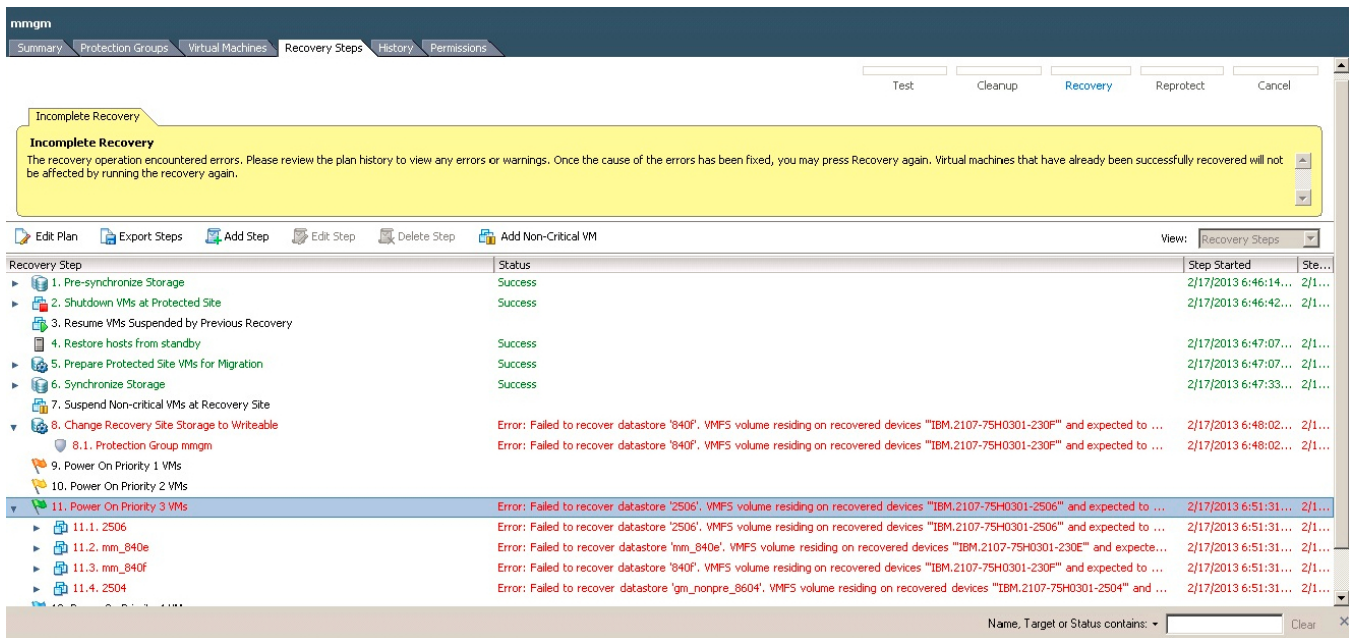 mmgm
Summary Protection Groups Virtual Machines Recovery Steps History Permissions
Test Cleanup Recovery Reprotect Cancel
Incomplete Recovery
Incomplete Recovery
The recovery operation encountered errors. Please review the plan history to view any errors or warnings. Once the cause of the errors has been fixed, you may press Recovery again. Virtual machines that have already been successfully recovered will not
be affected by running the recovery again.
Edit Plan Export Steps Add Step Edit Step Delete Step Add Non-Critical VM View: Recovery Steps
Recovery Step Status Step Started Ste...
1. Pre-synchronize Storage Success 2/17/2013 6:46:14... 2/1...
2. Shutdown VMs at Protected Site Success 2/17/2013 6:46:42... 2/1...
3. Resume VMs Suspended by Previous Recovery
4. Restore hosts from standby Success 2/17/2013 6:47:07... 2/1...
5. Prepare Protected Site VMs for Migration Success 2/17/2013 6:47:07... 2/1...
6. Synchronize Storage Success 2/17/2013 6:47:33... 2/1...
7. Suspend Non-critical VMs at Recovery Site
8. Change Recovery Site Storage to Writeable Error: Failed to recover datastore '840f'. VMFS volume residing on recovered devices '"IBM.2107-75H0301-230F"' and expected to ... 2/17/2013 6:48:02... 2/1...
8.1. Protection Group mmgm Error: Failed to recover datastore '840f'. VMFS volume residing on recovered devices '"IBM.2107-75H0301-230F"' and expected to ... 2/17/2013 6:48:02... 2/1...
9. Power On Priority 1 VMs
10. Power On Priority 2 VMs
11. Power On Priority 3 VMs Error: Failed to recover datastore '2506'. VMFS volume residing on recovered devices '"IBM.2107-75H0301-2506"' and expected to ... 2/17/2013 6:51:31... 2/1...
11.1. 2506 Error: Failed to recover datastore '2506'. VMFS volume residing on recovered devices '"IBM.2107-75H0301-2506"' and expected to ... 2/17/2013 6:51:31... 2/1...
11.2. mm_840e Error: Failed to recover datastore 'mm_840e'. VMFS volume residing on recovered devices '"IBM.2107-75H0301-230E"' and expecte... 2/17/2013 6:51:31... 2/1...
11.3. mm_840f Error: Failed to recover datastore '840f'. VMFS volume residing on recovered devices '"IBM.2107-75H0301-230F"' and expected to ... 2/17/2013 6:51:31... 2/1...
11.4. 2504 Error: Failed to recover datastore 'gm_nonpre_8604'. VMFS volume residing on recovered devices '"IBM.2107-75H0301-2504"' and ... 2/17/2013 6:51:31... 2/1...
Name, Target or Status contains: Clear